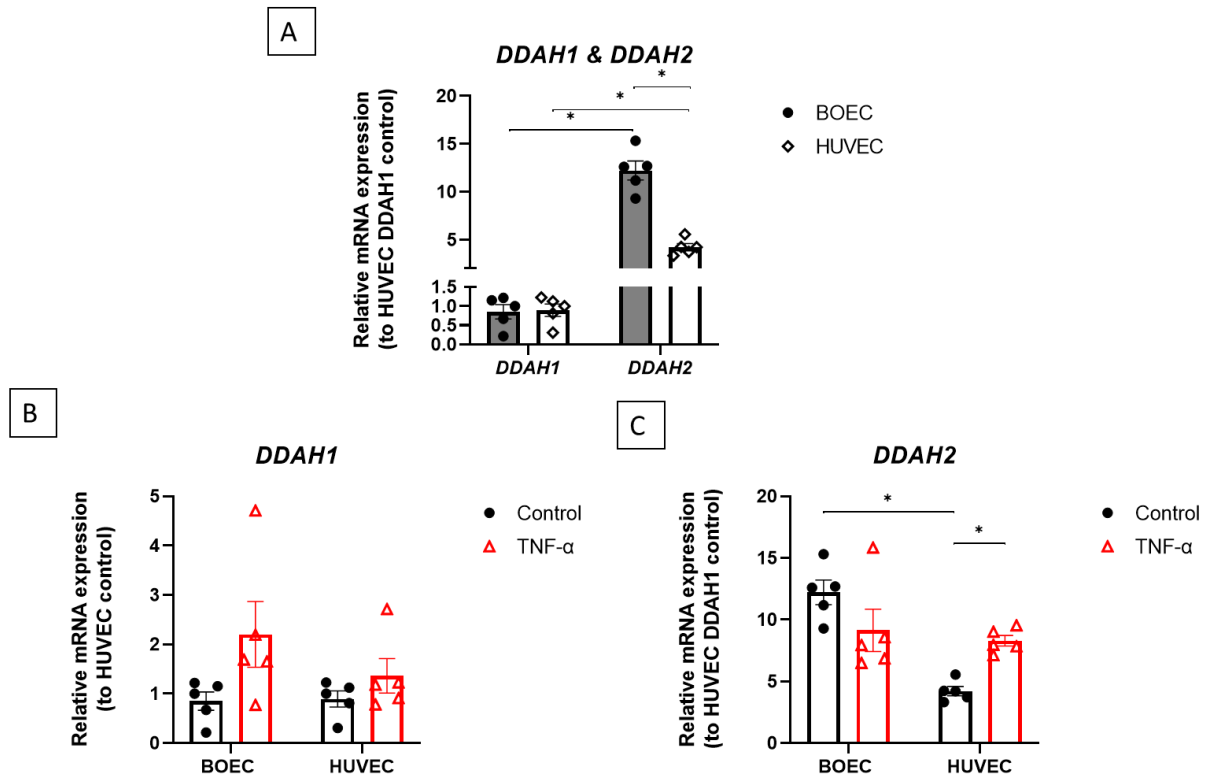 A
DDAH1 & DDAH2
Relative mRNA expression
(to HUVEC DDAH1 control)
20
15
10
5
1.5
1.0
0.5
0.0
*
*
*
BOEC
HUVEC
DDAH1
DDAH2
B
DDAH1
Relative mRNA expression
(to HUVEC control)
5
4
3
2
1
0
Control
TNF-α
BOEC
HUVEC
C
DDAH2
Relative mRNA expression
(to HUVEC DDAH1 control)
20
15
10
5
0
*
*
Control
TNF-α
BOEC
HUVEC